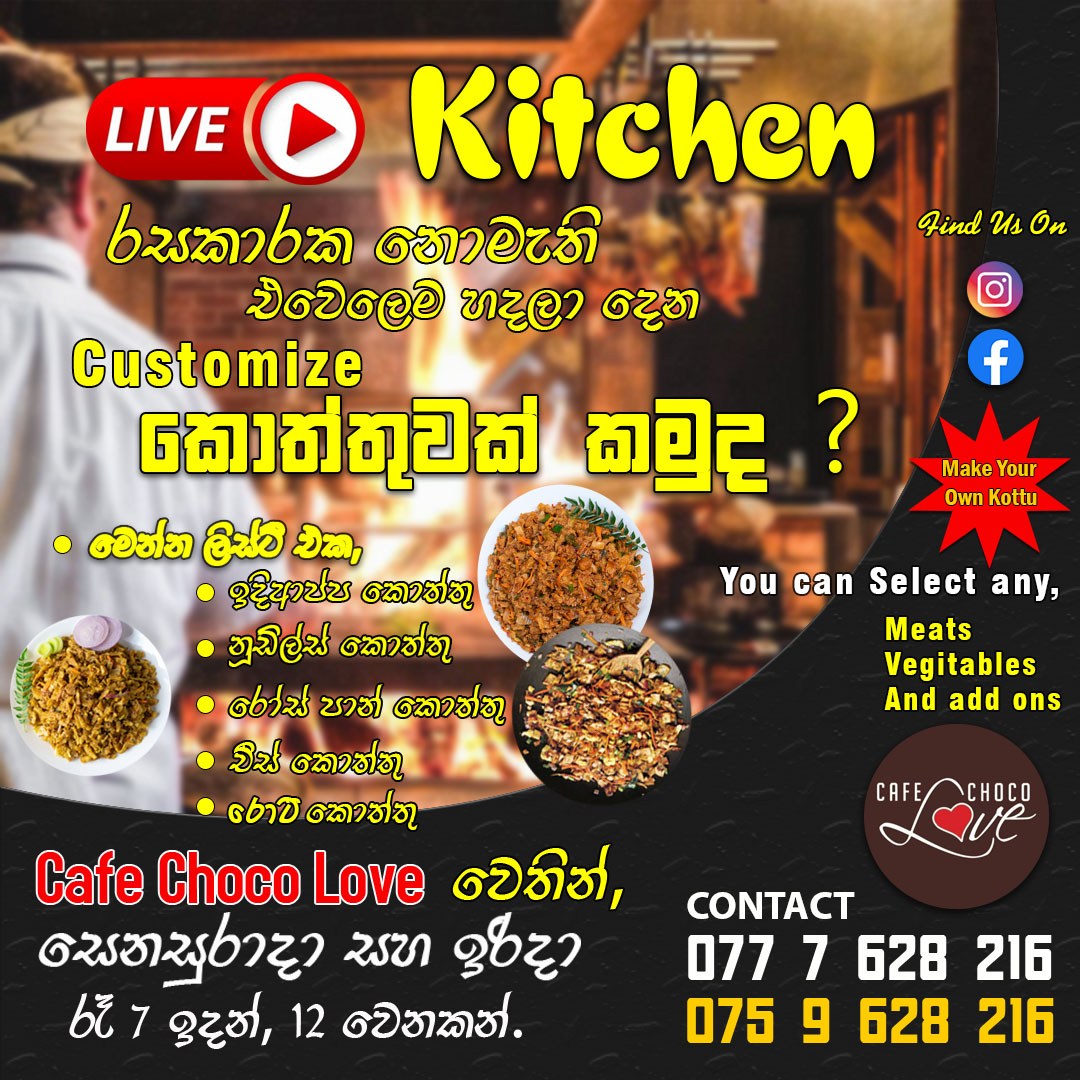 LIVE
Kitchen
රසකාරක නොමැති
එවෙලෙම හදලා දෙන
Customize
කොත්තුවක් කමුද ?
Find Us On
Make Your
Own Kottu
• මෙන්න ලිස්ට් එක,
• ඉදිආප්ප කොත්තු
• නූඩ්ල්ස් කොත්තු
• රෝස් පාන් කොත්තු
• චීස් කොත්තු
• රොටි කොත්තු
You can Select any,
Meats
Vegitables
And add ons
CAFE CHOCO
Love
Cafe Choco Love වෙතින්,
සෙනසුරාදා සහ ඉරිදා
රෑ 7 ඉදන්, 12 වෙනකන්.
CONTACT
077 7 628 216
075 9 628 216